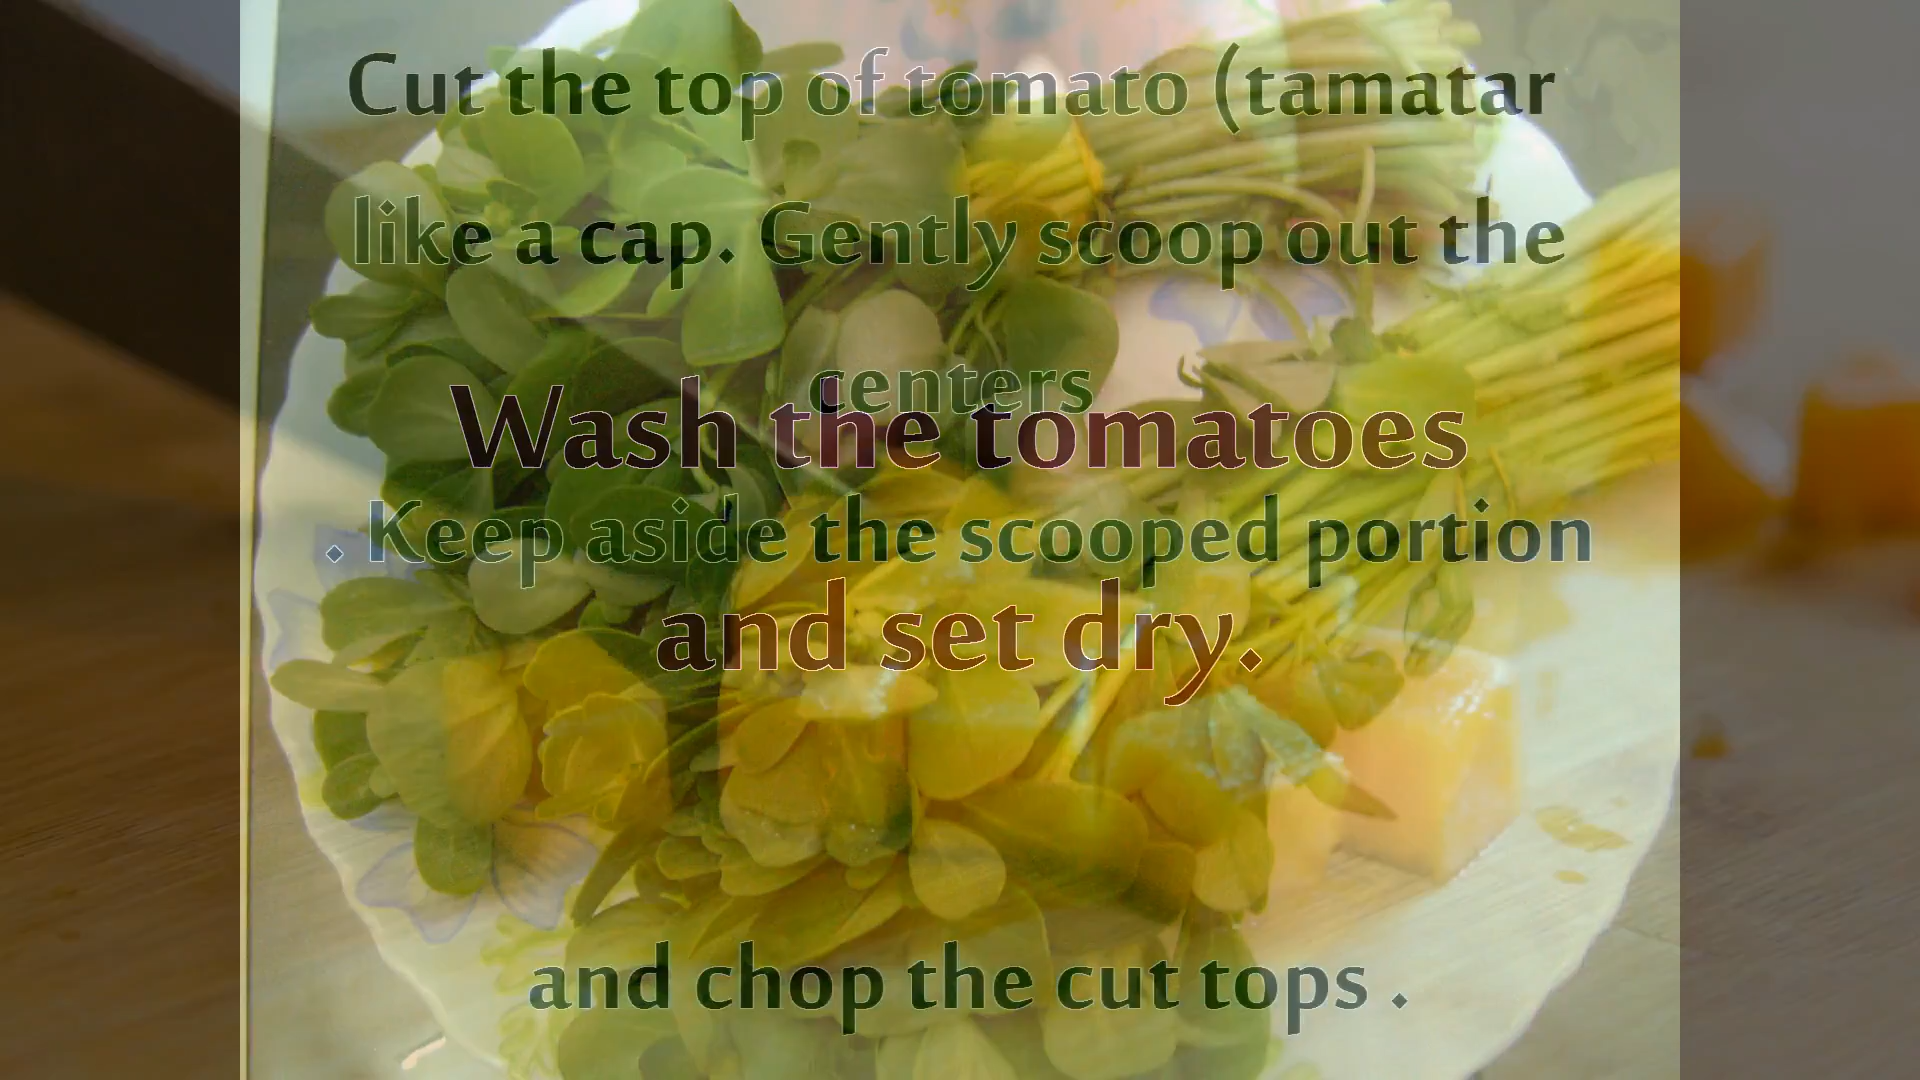 Cut the top of tomato (tamatar
like a cap. Gently scoop out the
centers
Wash the tomatoes
. Keep aside the scooped portion
and set dry.
and chop the cut tops .